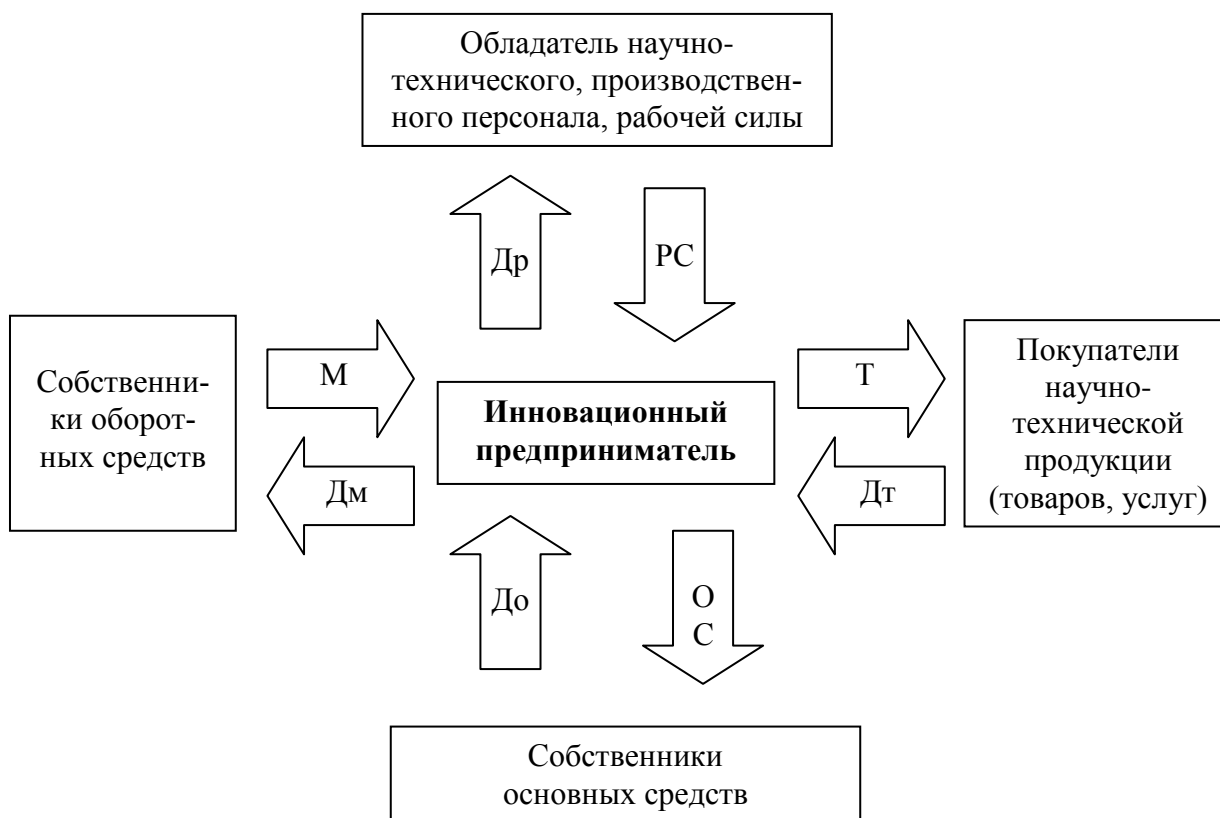 Обладатель научно-
технического, производствен-
ного персонала, рабочей силы
Др
РС
Собственни-
ки оборот-
ных средств
М
Дм
Инновационный
предприниматель
Т
Дт
Покупатели
научно-
технической
продукции
(товаров, услуг)
До
О
С
Собственники
основных средств